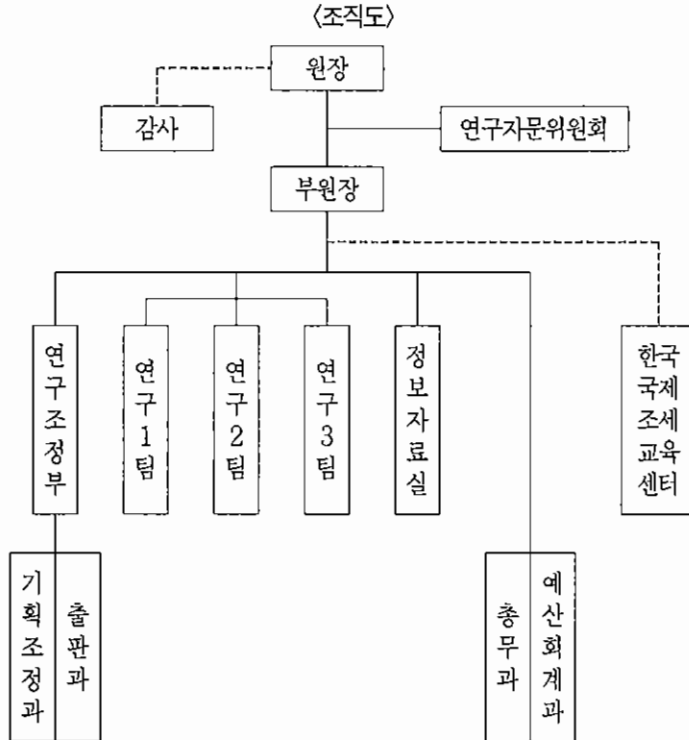 〈조직도〉
원장
감사
연구자문위원회
부원장
연구조정부
연구1팀
연구2팀
연구3팀
정보자료실
한국
국제
조세
교육
센터
기획조정과
출판과
총무과
예산회계과